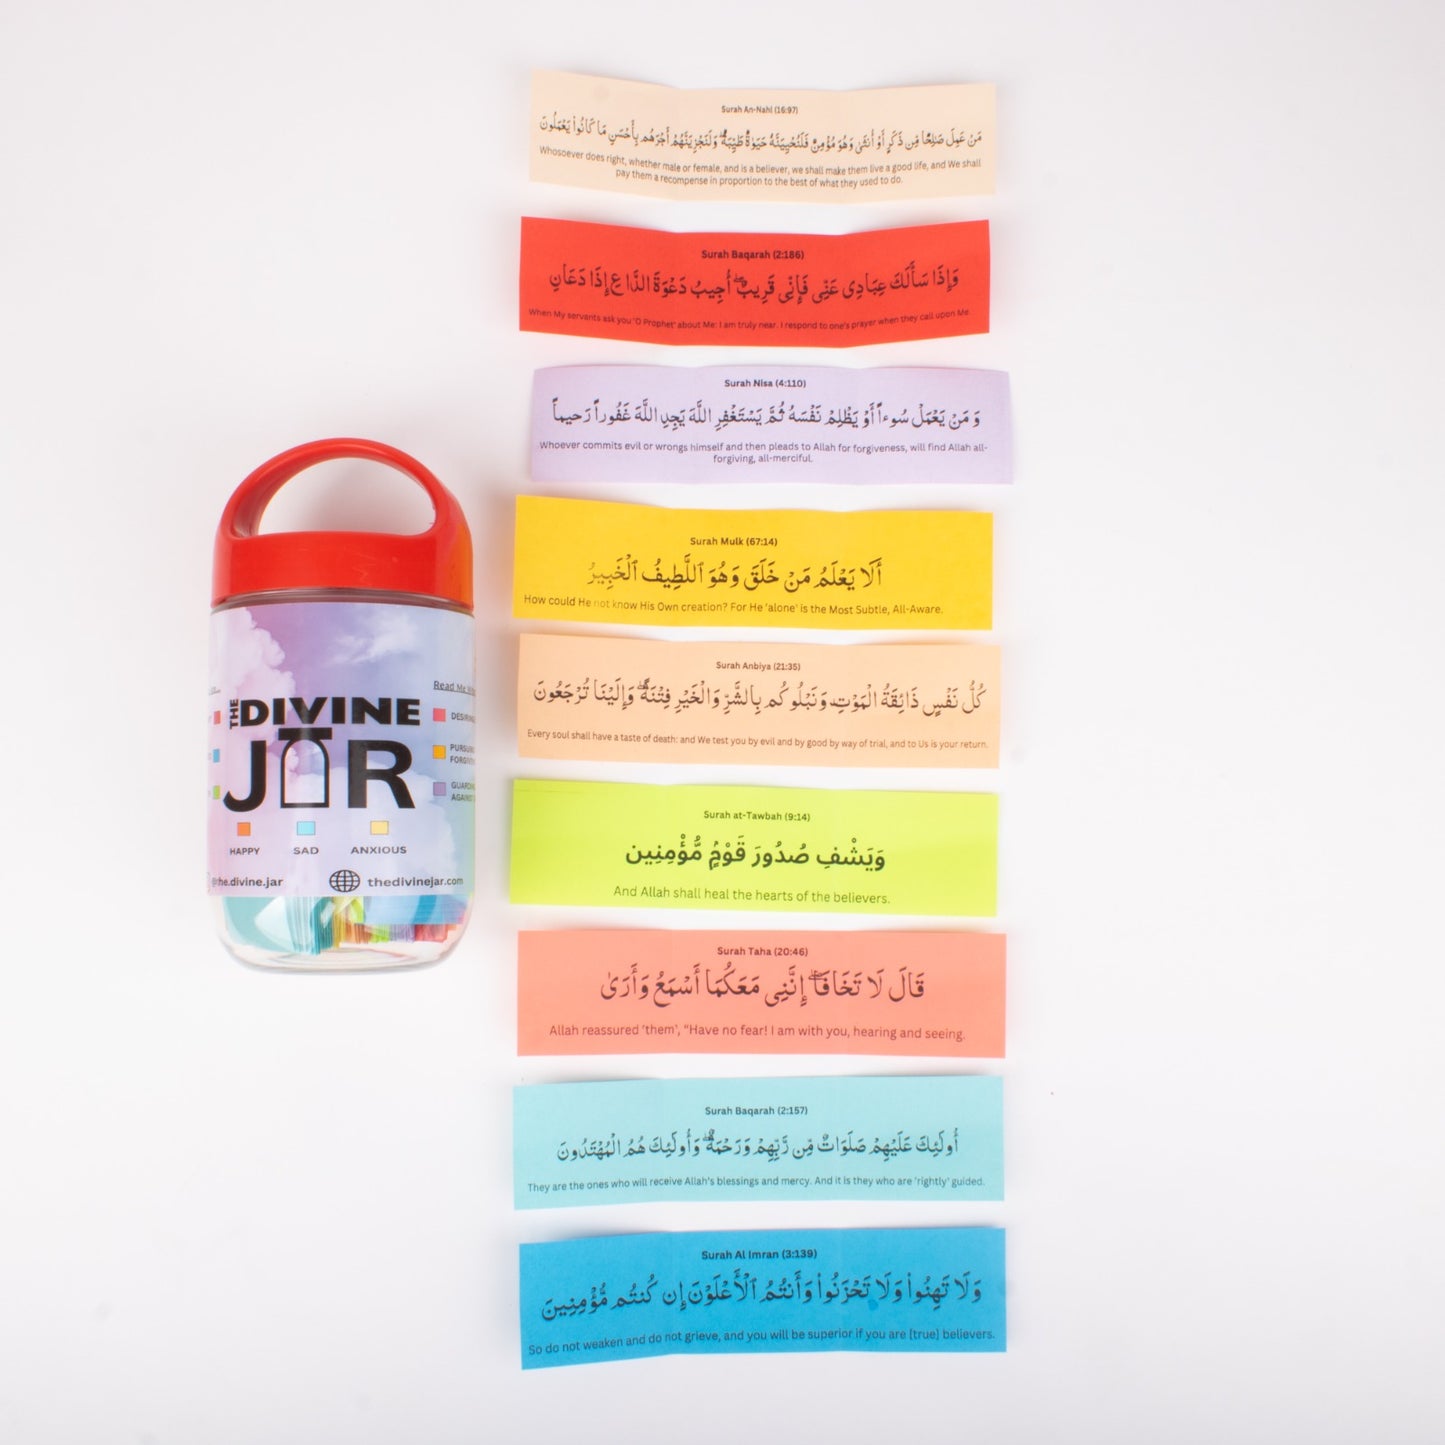 Surah An-Nahl (16:97)
مَنْ عَمِلَ صَٰلِحًا مِّن ذَكَرٍ أَوْ أُنثَىٰ وَهُوَ مُؤْمِنٌ فَلَنُحْيِيَنَّهُۥ حَيَوٰةً طَيِّبَةً ۖ وَلَنَجْزِيَنَّهُمْ أَجْرَهُم بِأَحْسَنِ مَا كَانُوا۟ يَعْمَلُونَ
Whosoever does right, whether male or female, and is a believer, we shall make them live a good life, and We shall
pay them a recompense in proportion to the best of what they used to do.
Surah Baqarah (2:186)
وَإِذَا سَأَلَكَ عِبَادِى عَنِّى فَإِنِّى قَرِيبٌ ۖ أُجِيبُ دَعْوَةَ الدَّاعِ إِذَا دَعَانِ
When My servants ask you 'O Prophet' about Me: I am truly near. I respond to one's prayer when they call upon Me.
Surah Nisa (4:110)
وَ مَنْ يَعْمَلْ سُوءاً أَوْ يَظْلِمْ نَفْسَهُ ثُمَّ يَسْتَغْفِرِ اللَّهَ يَجِدِ اللَّهَ غَفُوراً رَحيماً
Whoever commits evil or wrongs himself and then pleads to Allah for forgiveness, will find Allah all-
forgiving, all-merciful.
Surah Mulk (67:14)
أَلَا يَعْلَمُ مَنْ خَلَقَ وَهُوَ ٱللَّطِيفُ ٱلْخَبِيرُ
How could He not know His Own creation? For He 'alone' is the Most Subtle, All-Aware.
Surah Anbiya (21:35)
كُلُّ نَفْسٍ ذَائِقَةُ الْمَوْتِ وَنَبْلُوكُم بِالشَّرِّ وَالْخَيْرِ فِتْنَةً ۖ وَإِلَيْنَا تُرْجَعُونَ
Every soul shall have a taste of death: and We test you by evil and by good by way of trial, and to Us is your return.
Surah at-Tawbah (9:14)
وَيَشْفِ صُدُورَ قَوْمٍ مُّؤْمِنِين
And Allah shall heal the hearts of the believers.
Surah Taha (20:46)
قَالَ لَا تَخَافَا ۖ إِنَّنِى مَعَكُمَا أَسْمَعُ وَأَرَىٰ
Allah reassured 'them', "Have no fear! I am with you, hearing and seeing.
Surah Baqarah (2:157)
أُولَئِكَ عَلَيْهِمْ صَلَوَاتٌ مِّن رَّبِّهِمْ وَرَحْمَةٌ ۖ وَأُولَئِكَ هُمُ الْمُهْتَدُونَ
They are the ones who will receive Allah's blessings and mercy. And it is they who are 'rightly' guided.
Surah Al Imran (3:139)
وَلَا تَهِنُوا۟ وَلَا تَحْزَنُوا۟ وَأَنتُمُ ٱلْأَعْلَوْنَ إِن كُنتُم مُّؤْمِنِينَ
So do not weaken and do not grieve, and you will be superior if you are [true] believers.
Read Me
THE DIVINE
JAR
HAPPY
SAD
ANXIOUS
@the.divine.jar
thedivinejar.com